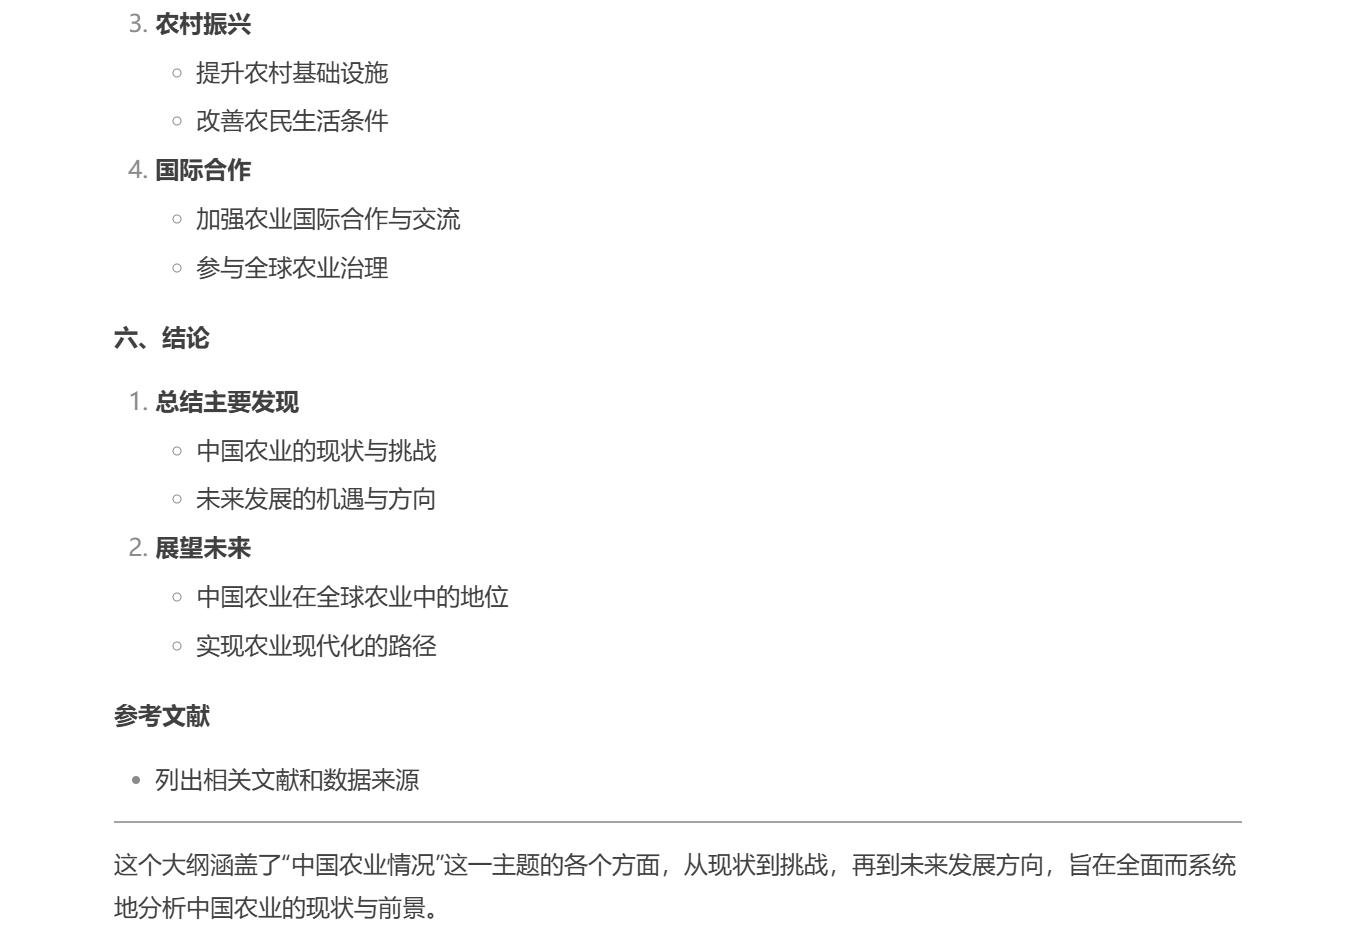 3. 农村振兴
○ 提升农村基础设施
○ 改善农民生活条件
4. 国际合作
○ 加强农业国际合作与交流
○ 参与全球农业治理
六、结论
1. 总结主要发现
○ 中国农业的现状与挑战
○ 未来发展的机遇与方向
2. 展望未来
○ 中国农业在全球农业中的地位
○ 实现农业现代化的路径
参考文献
• 列出相关文献和数据来源
这个大纲涵盖了“中国农业情况”这一主题的各个方面，从现状到挑战，再到未来发展方向，旨在全面而系统
地分析中国农业的现状与前景。